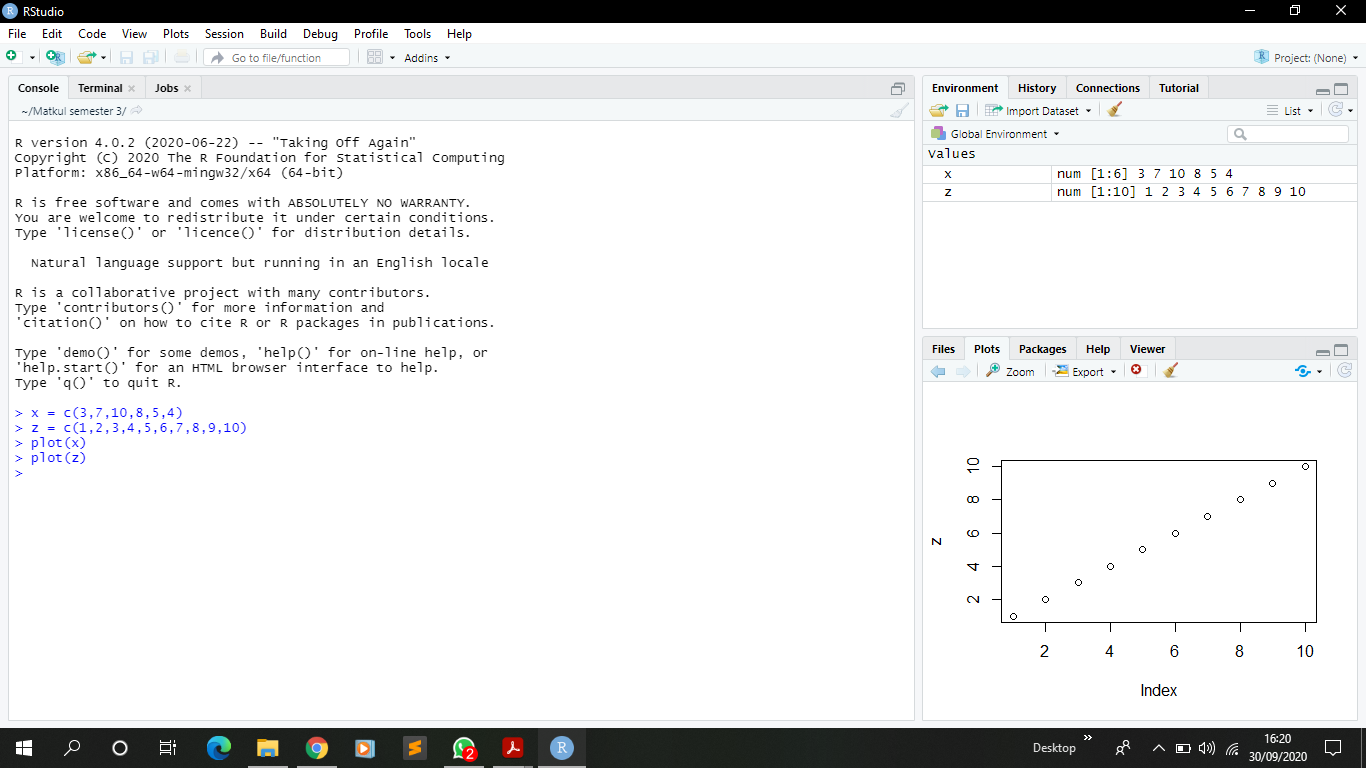 RStudio
File Edit Code View Plots Session Build Debug Profile Tools Help
Go to file/function Addins Project: (None)
Console Terminal Jobs
~/Matkul semester 3/
R version 4.0.2 (2020-06-22) -- "Taking Off Again"
Copyright (C) 2020 The R Foundation for Statistical Computing
Platform: x86_64-w64-mingw32/x64 (64-bit)
R is free software and comes with ABSOLUTELY NO WARRANTY.
You are welcome to redistribute it under certain conditions.
Type 'license()' or 'licence()' for distribution details.
Natural language support but running in an English locale
R is a collaborative project with many contributors.
Type 'contributors()' for more information and
'citation()' on how to cite R or R packages in publications.
Type 'demo()' for some demos, 'help()' for on-line help, or
'help.start()' for an HTML browser interface to help.
Type 'q()' to quit R.
> x = c(3,7,10,8,5,4)
> z = c(1,2,3,4,5,6,7,8,9,10)
> plot(x)
> plot(z)
>
Environment History Connections Tutorial
Import Dataset List
Global Environment
Values
x num [1:6] 3 7 10 8 5 4
z num [1:10] 1 2 3 4 5 6 7 8 9 10
Files Plots Packages Help Viewer
Zoom Export
10
8
6
4
2
z
2 4 6 8 10
Index
R 2 Desktop 16:20
30/09/2020